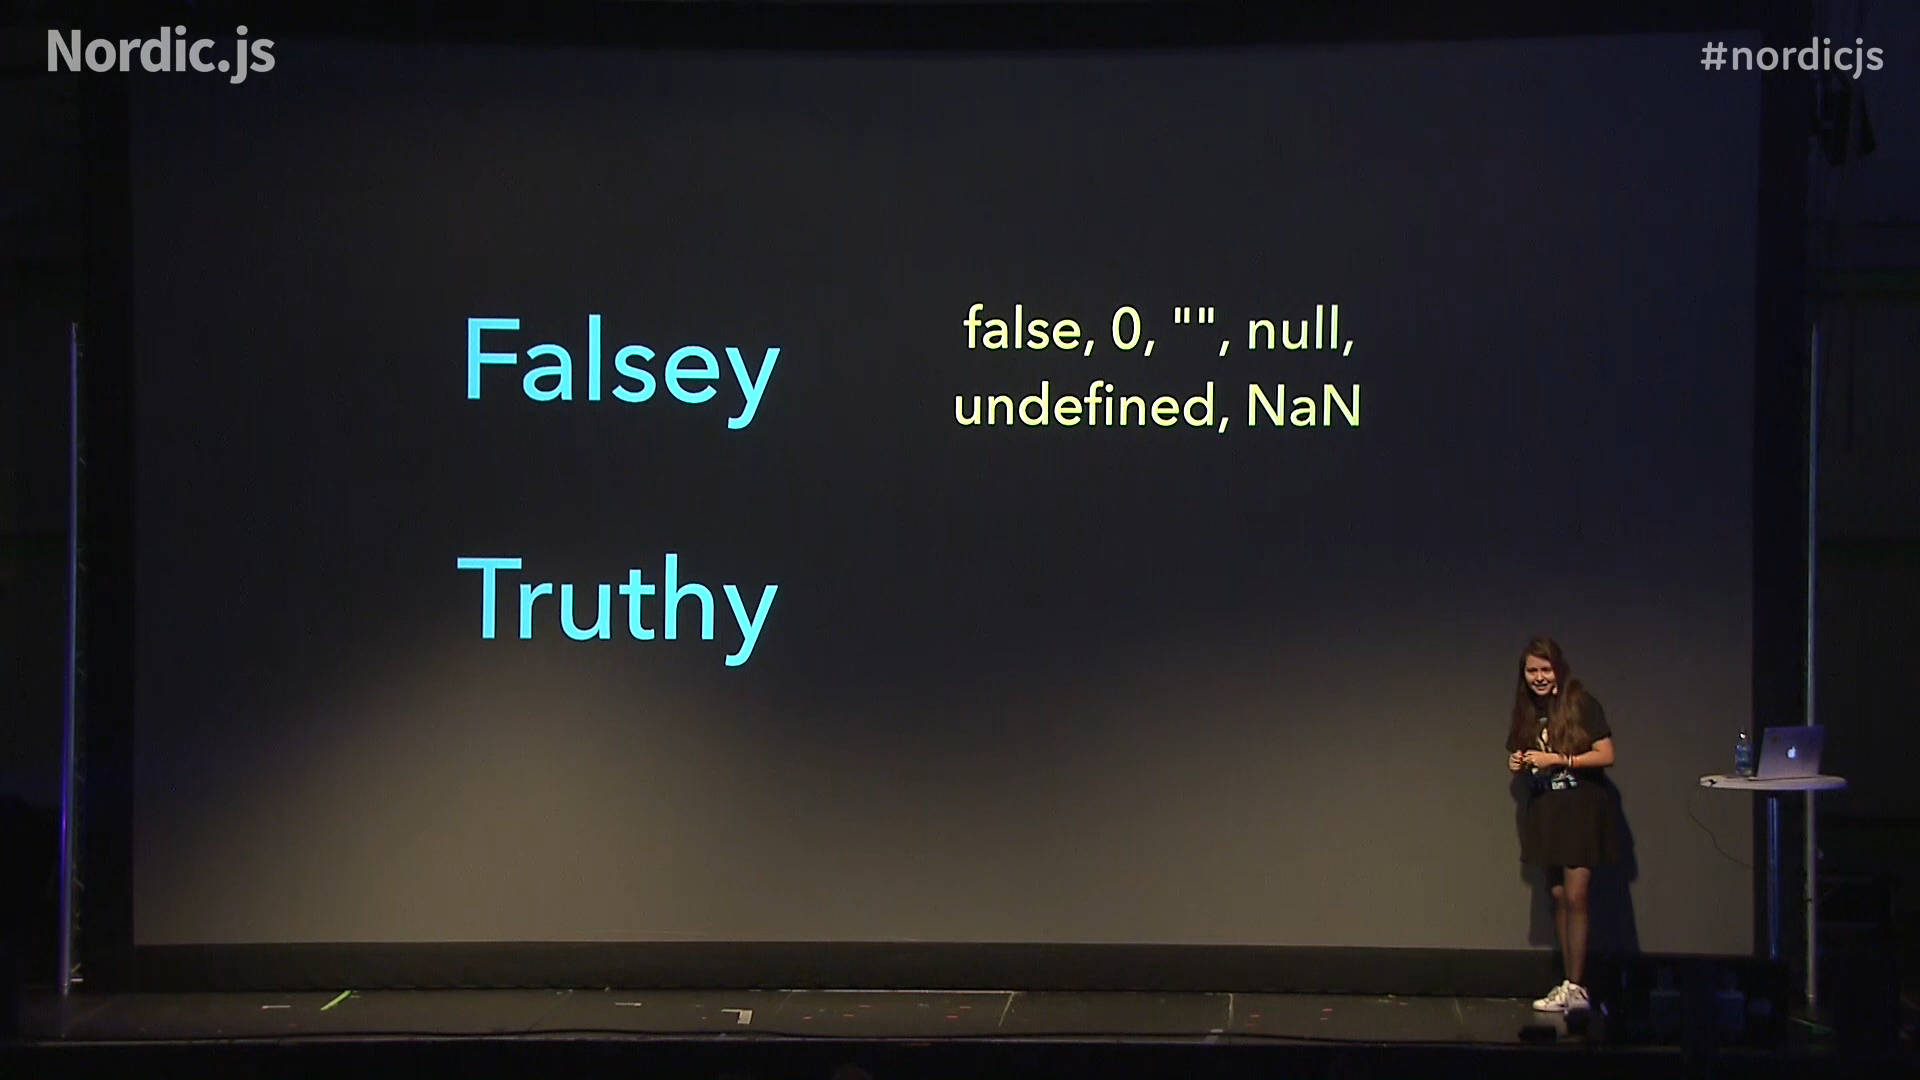 Nordic.js
#nordicjs
Falsey
false, 0, "", null,
undefined, NaN
Truthy